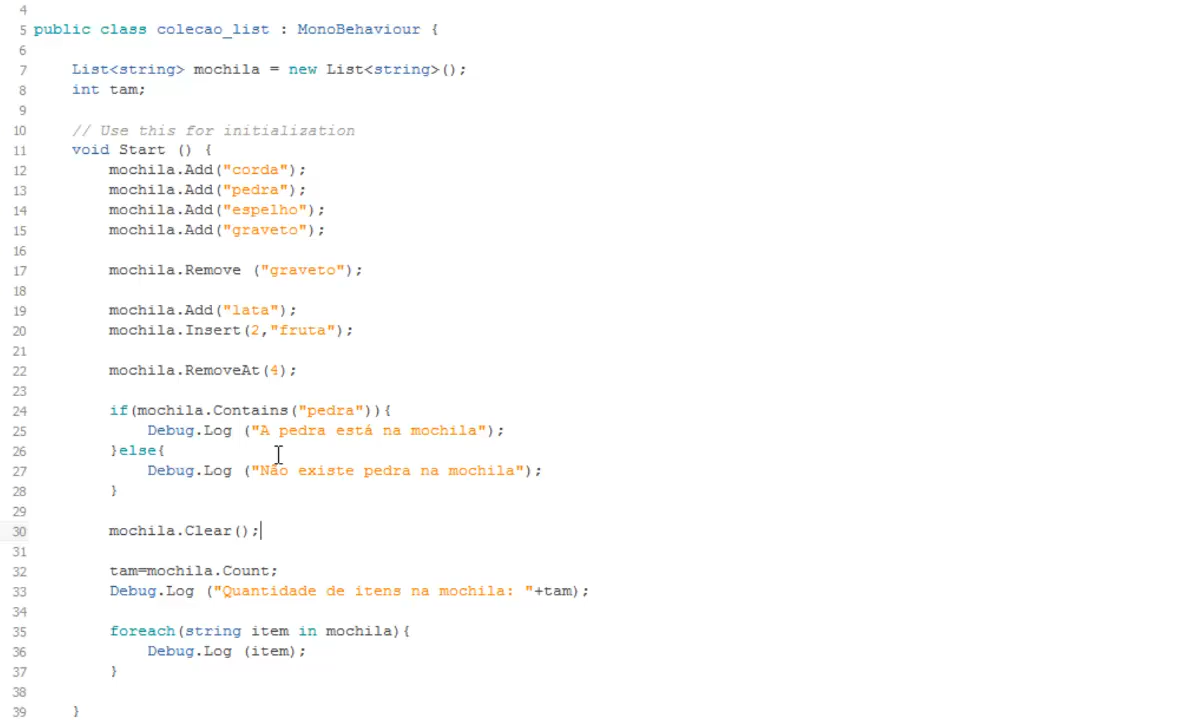 4
5 public class colecao_list : MonoBehaviour {
6
7 List<string> mochila = new List<string>();
8 int tam;
9
10 // Use this for initialization
11 void Start () {
12 mochila.Add("corda");
13 mochila.Add("pedra");
14 mochila.Add("espelho");
15 mochila.Add("graveto");
16
17 mochila.Remove ("graveto");
18
19 mochila.Add("lata");
20 mochila.Insert(2,"fruta");
21
22 mochila.RemoveAt(4);
23
24 if(mochila.Contains("pedra")){
25 Debug.Log ("A pedra está na mochila");
26 }else{
27 Debug.Log ("Não existe pedra na mochila");
28 }
29
30 mochila.Clear();
31
32 tam=mochila.Count;
33 Debug.Log ("Quantidade de itens na mochila: "+tam);
34
35 foreach(string item in mochila){
36 Debug.Log (item);
37 }
38
39 }